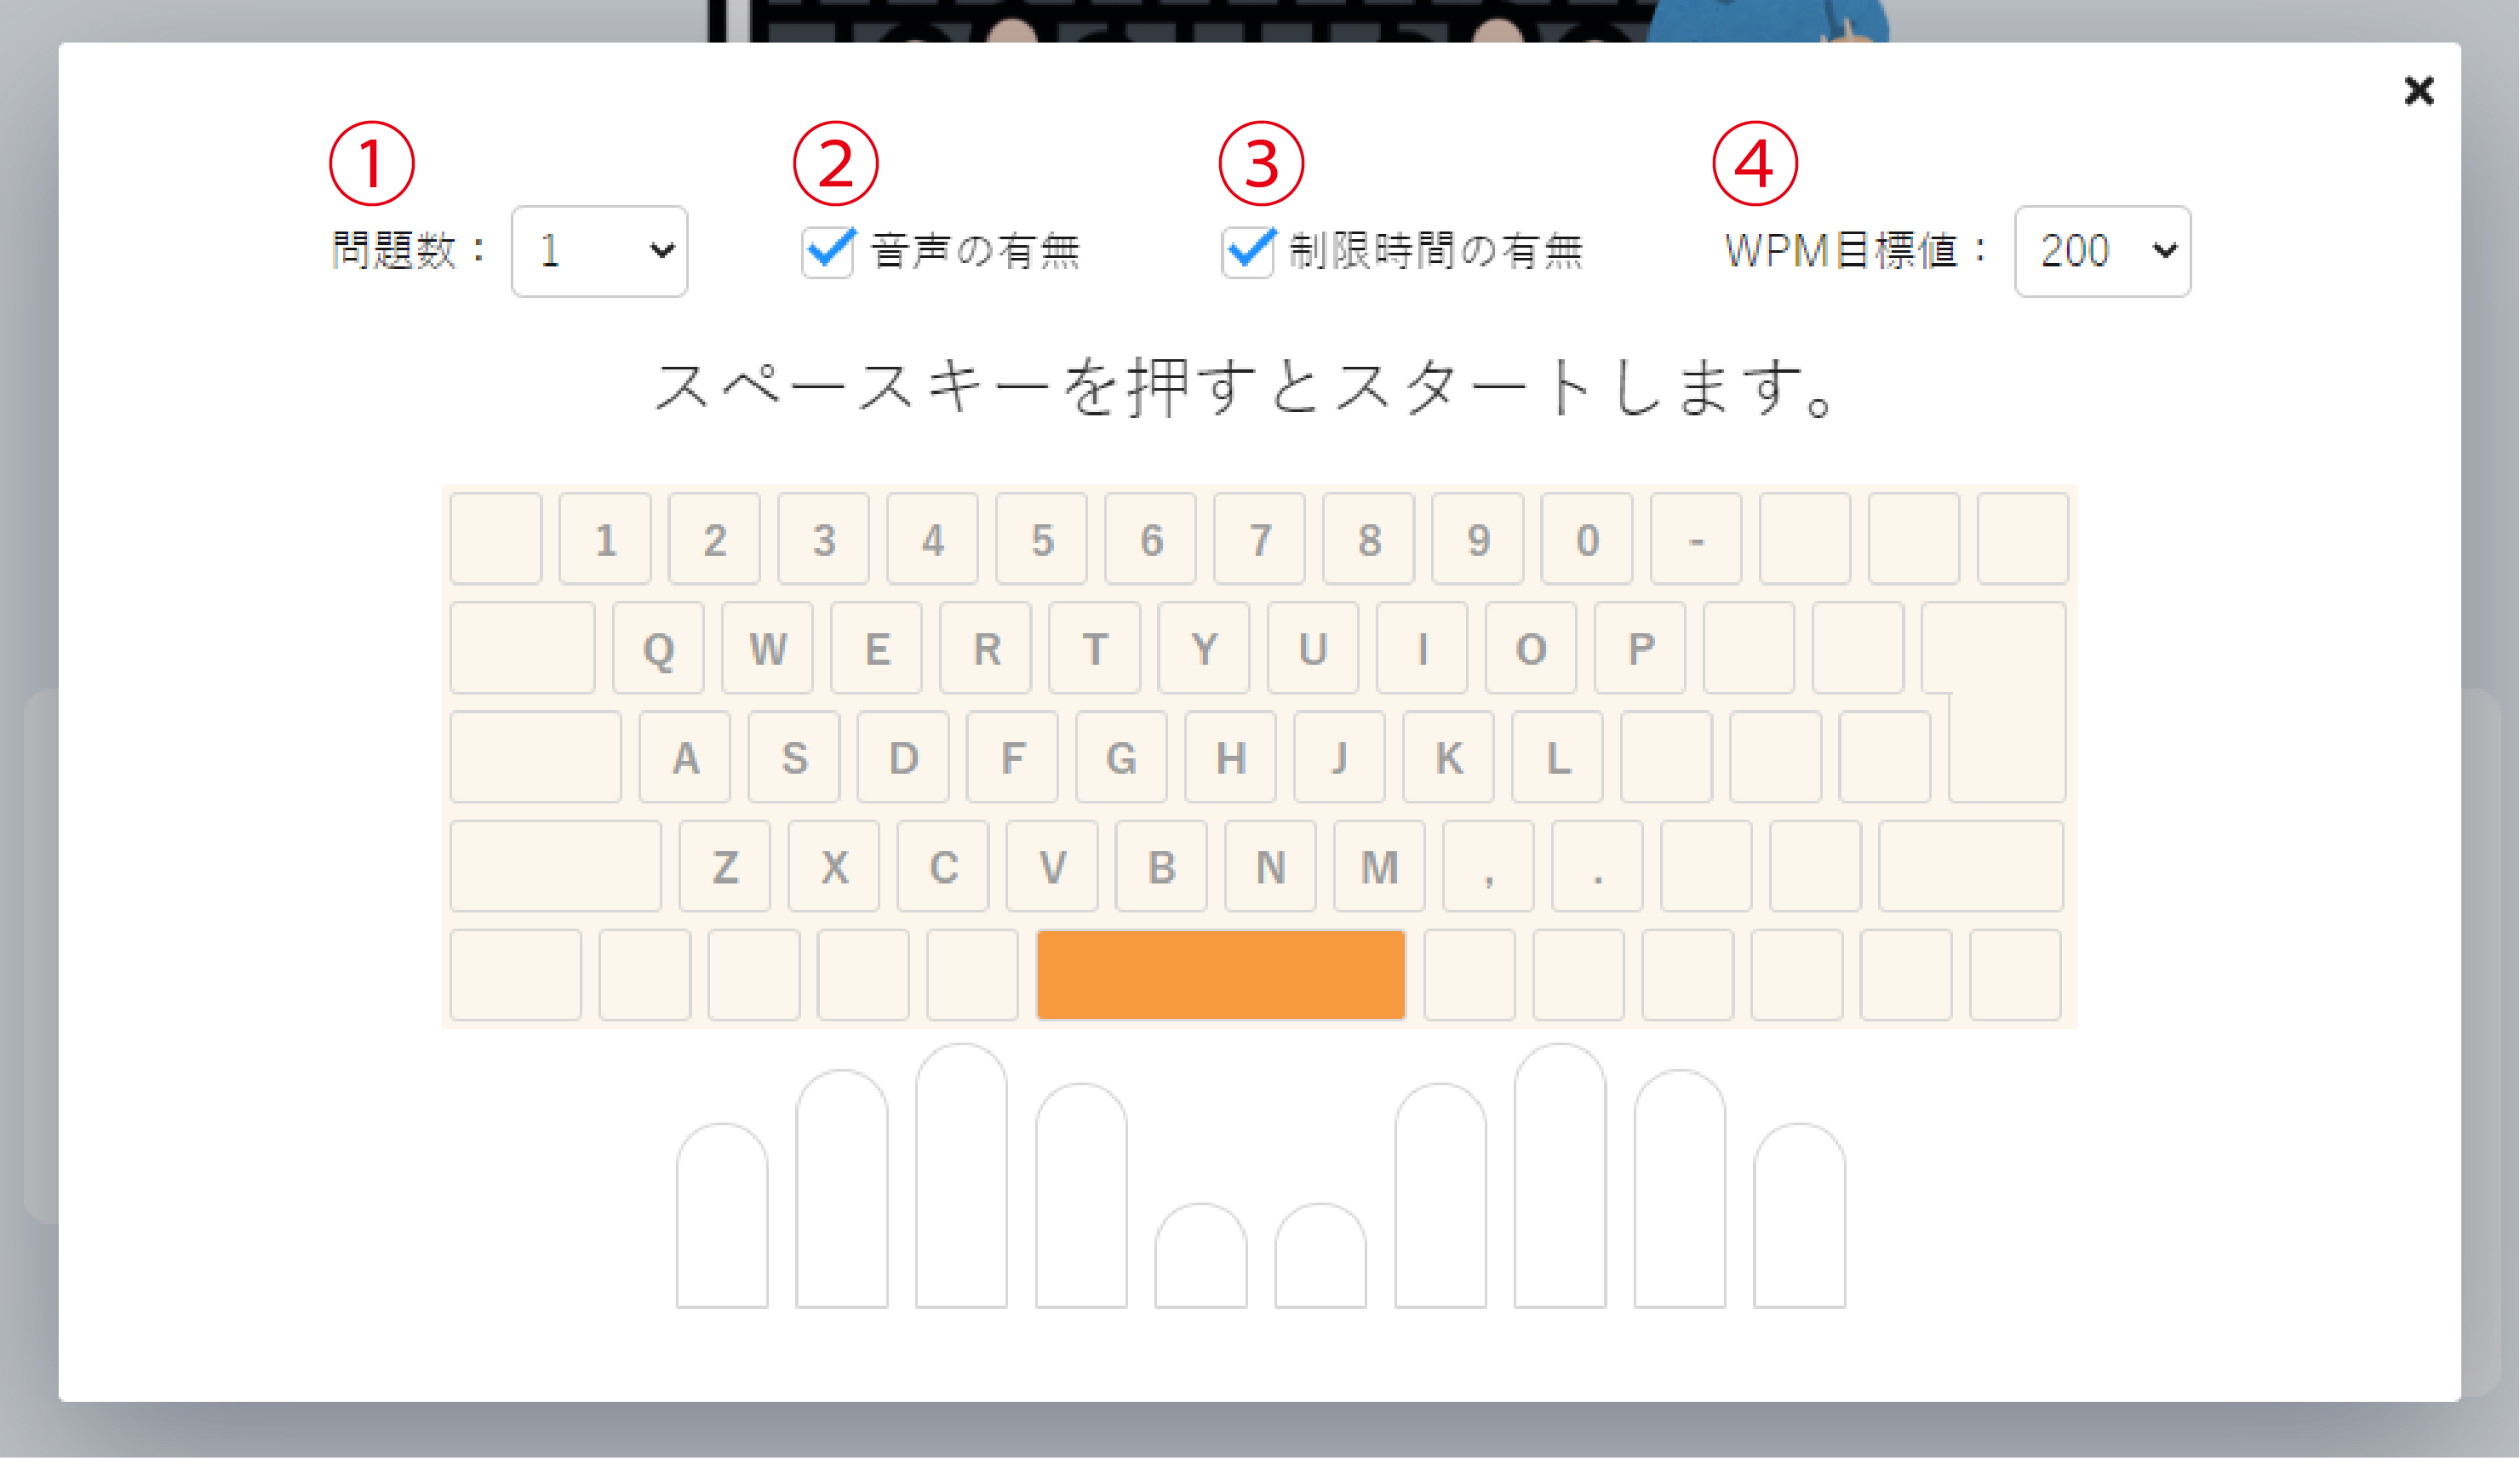 ×
① ② ③ ④
問題数： 1 音声の有無 制限時間の有無 WPM目標値： 200
スペースキーを押すとスタートします。
1 2 3 4 5 6 7 8 9 0 -
Q W E R T Y U I O P
A S D F G H J K L
Z X C V B N M , .